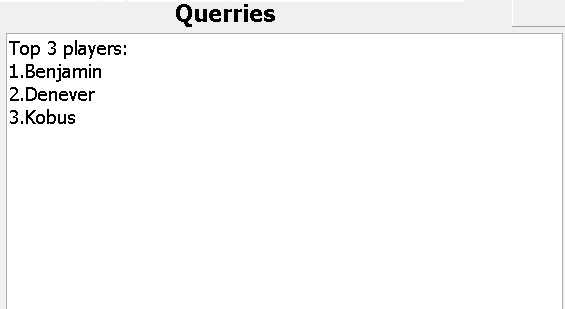 Querries
Top 3 players:
1.Benjamin
2.Denever
3.Kobus